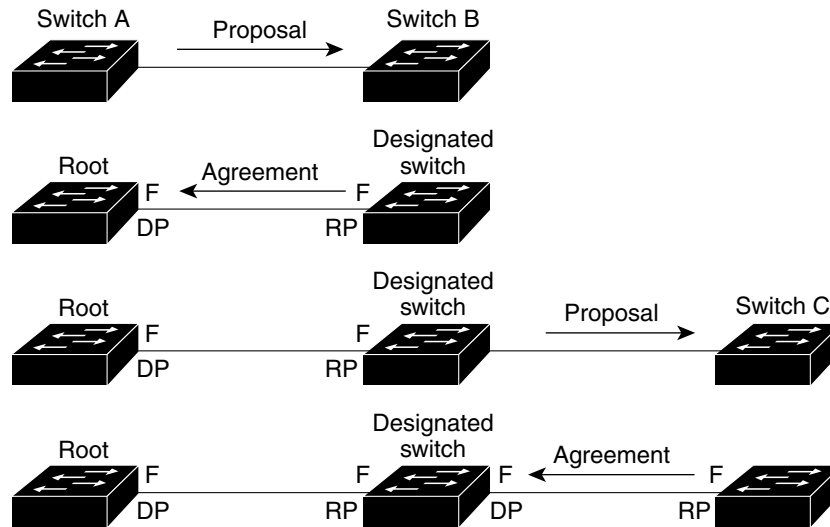 Switch A
Proposal
Switch B
Root
F
Agreement
F
Designated
switch
DP
RP
Root
F
F
Designated
switch
Proposal
Switch C
DP
RP
Root
F
F
Designated
switch
F
Agreement
F
DP
RP
DP
RP